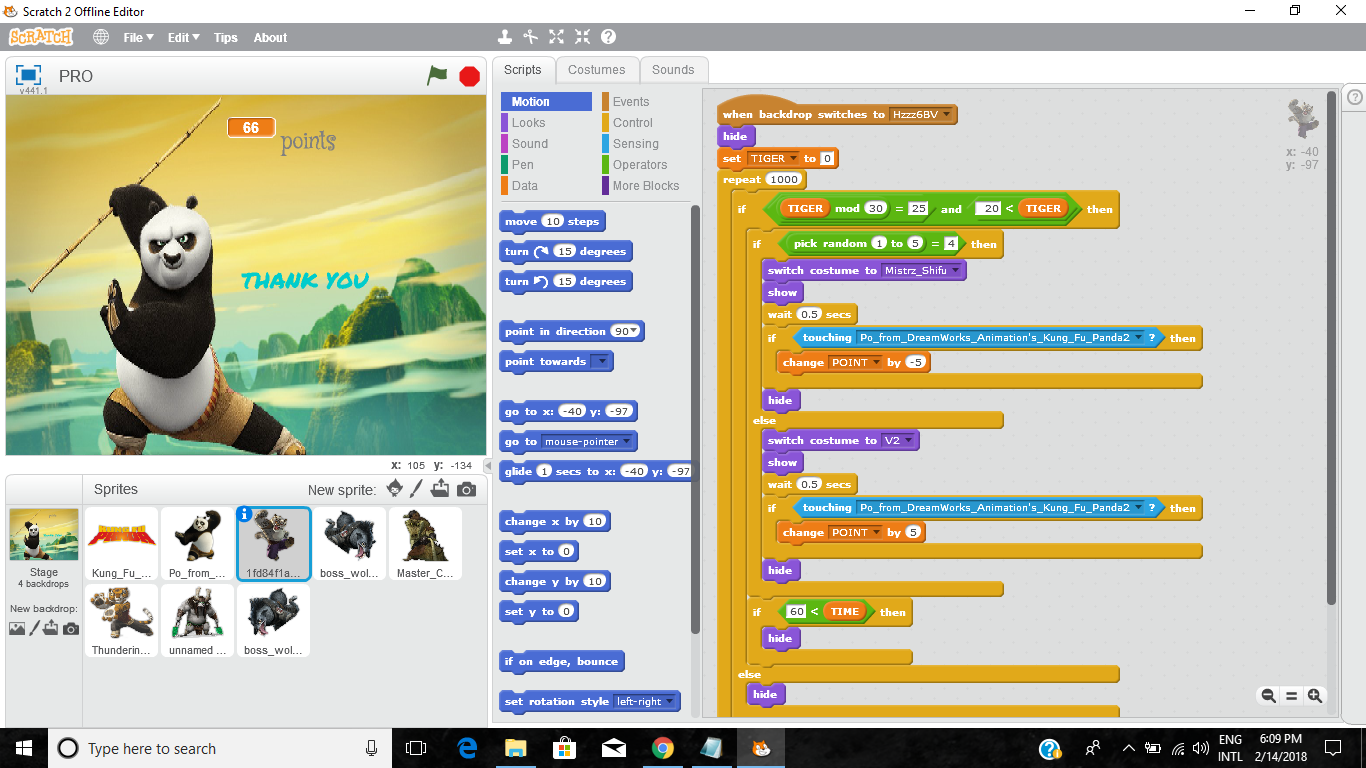 Scratch 2 Offline Editor
SCRATCH File Edit Tips About
PRO
v441.1
66
points
THANK YOU
x: 105 y: -134
Sprites New sprite:
Stage
4 backdrops
New backdrop:
Kung_Fu_... Po_from_... 1fd84f1a... boss_wol... Master_C...
Thunderin... unnamed ... boss_wol...
Scripts Costumes Sounds
Motion Events
Looks Control
Sound Sensing
Pen Operators
Data More Blocks
move 10 steps
turn 15 degrees
turn 15 degrees
point in direction 90
point towards
go to x: -40 y: -97
go to mouse-pointer
glide 1 secs to x: -40 y: -97
change x by 10
set x to 0
change y by 10
set y to 0
if on edge, bounce
set rotation style left-right
when backdrop switches to Hzzz6BV
hide
set TIGER to 0
repeat 1000
if TIGER mod 30 = 25 and 20 < TIGER then
if pick random 1 to 5 = 4 then
switch costume to Mistrz_Shifu
show
wait 0.5 secs
if touching Po_from_DreamWorks_Animation's_Kung_Fu_Panda2 ? then
change POINT by -5
hide
else
switch costume to V2
show
wait 0.5 secs
if touching Po_from_DreamWorks_Animation's_Kung_Fu_Panda2 ? then
change POINT by 5
hide
if 60 < TIME then
hide
else
hide
x: -40
y: -97
Type here to search
ENG
INTL
6:09 PM
2/14/2018